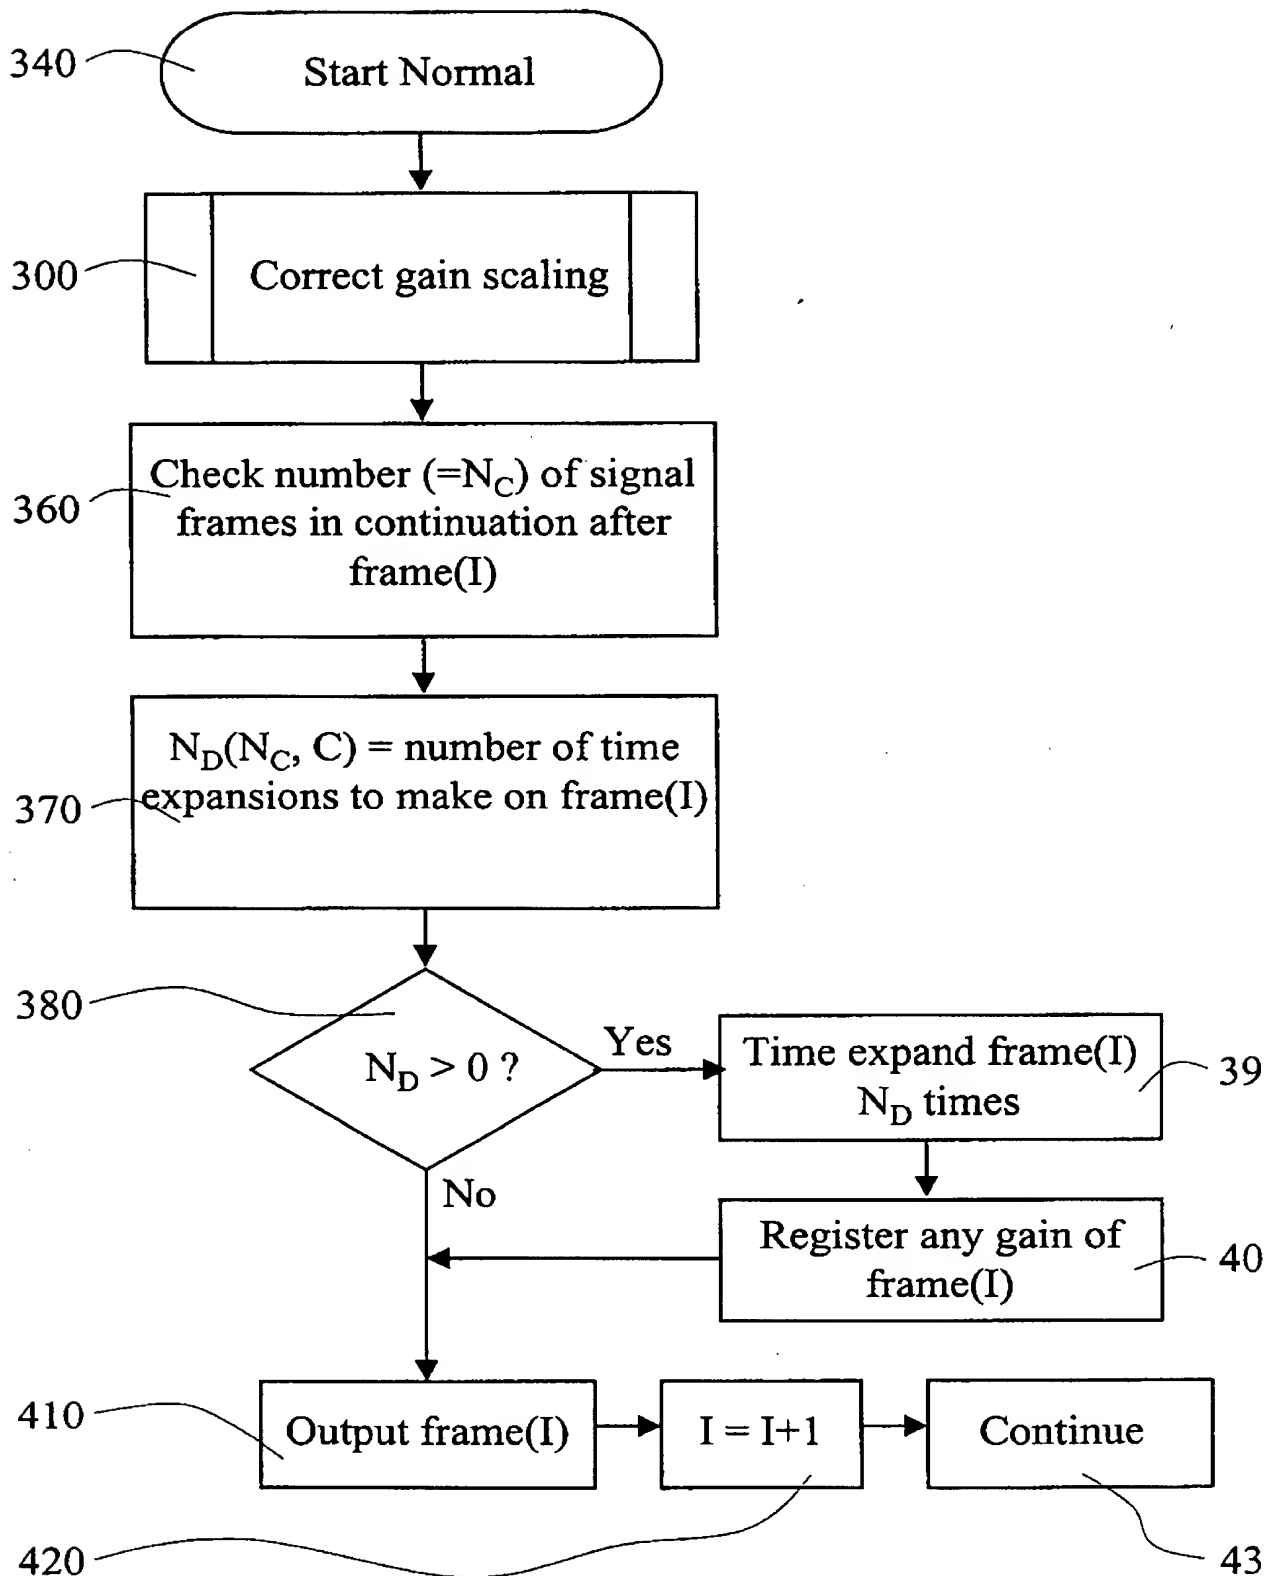 340
Start Normal
300
Correct gain scaling
360
Check number (=N_C) of signal
frames in continuation after
frame(I)
370
N_D(N_C, C) = number of time
expansions to make on frame(I)
380
N_D > 0 ?
Yes
No
Time expand frame(I)
N_D times
39
Register any gain of
frame(I)
40
410
Output frame(I)
I = I+1
Continue
420
43